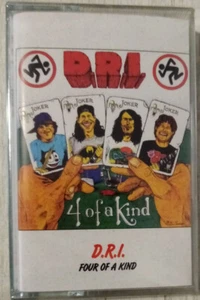 D.R.I.
JOKER JOKER JOKER JOKER
4 of a kind
D.R.I.
FOUR OF A KIND